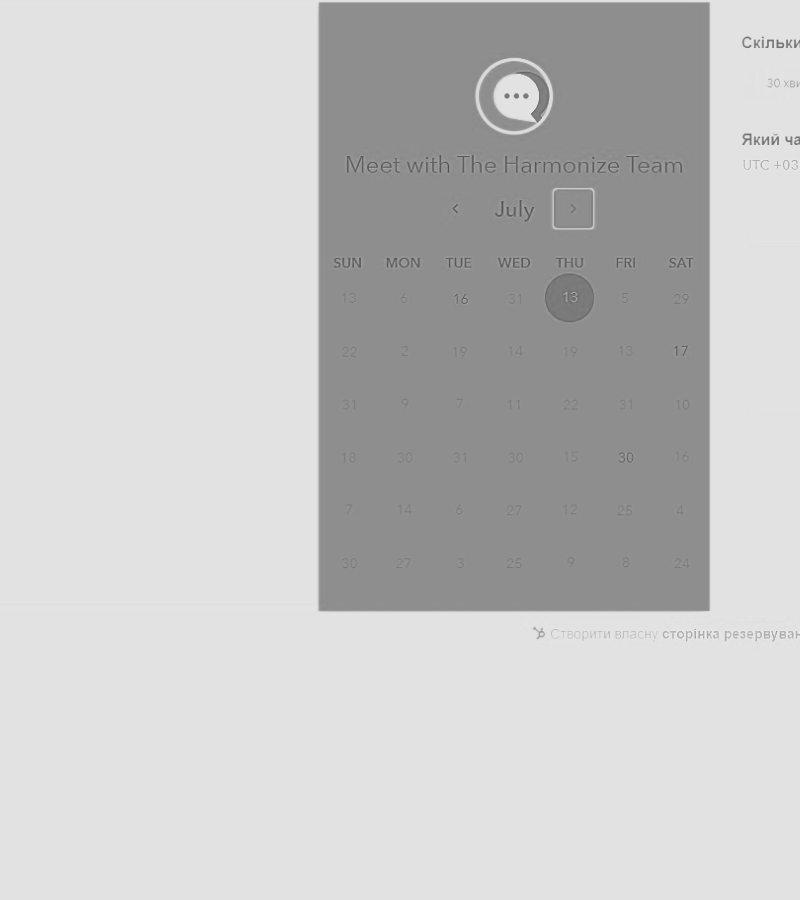 Meet with The Harmonize Team
July
SUN MON TUE WED THU FRI SAT
13 6 16 31 13 5 29
22 2 19 14 19 13 17
31 9 7 11 22 31 10
18 30 31 30 15 30 16
7 14 6 27 12 25 4
30 27 3 25 9 8 24
Скільки
30 хви
Який ча
UTC +03
Створити власну сторінка резервуван